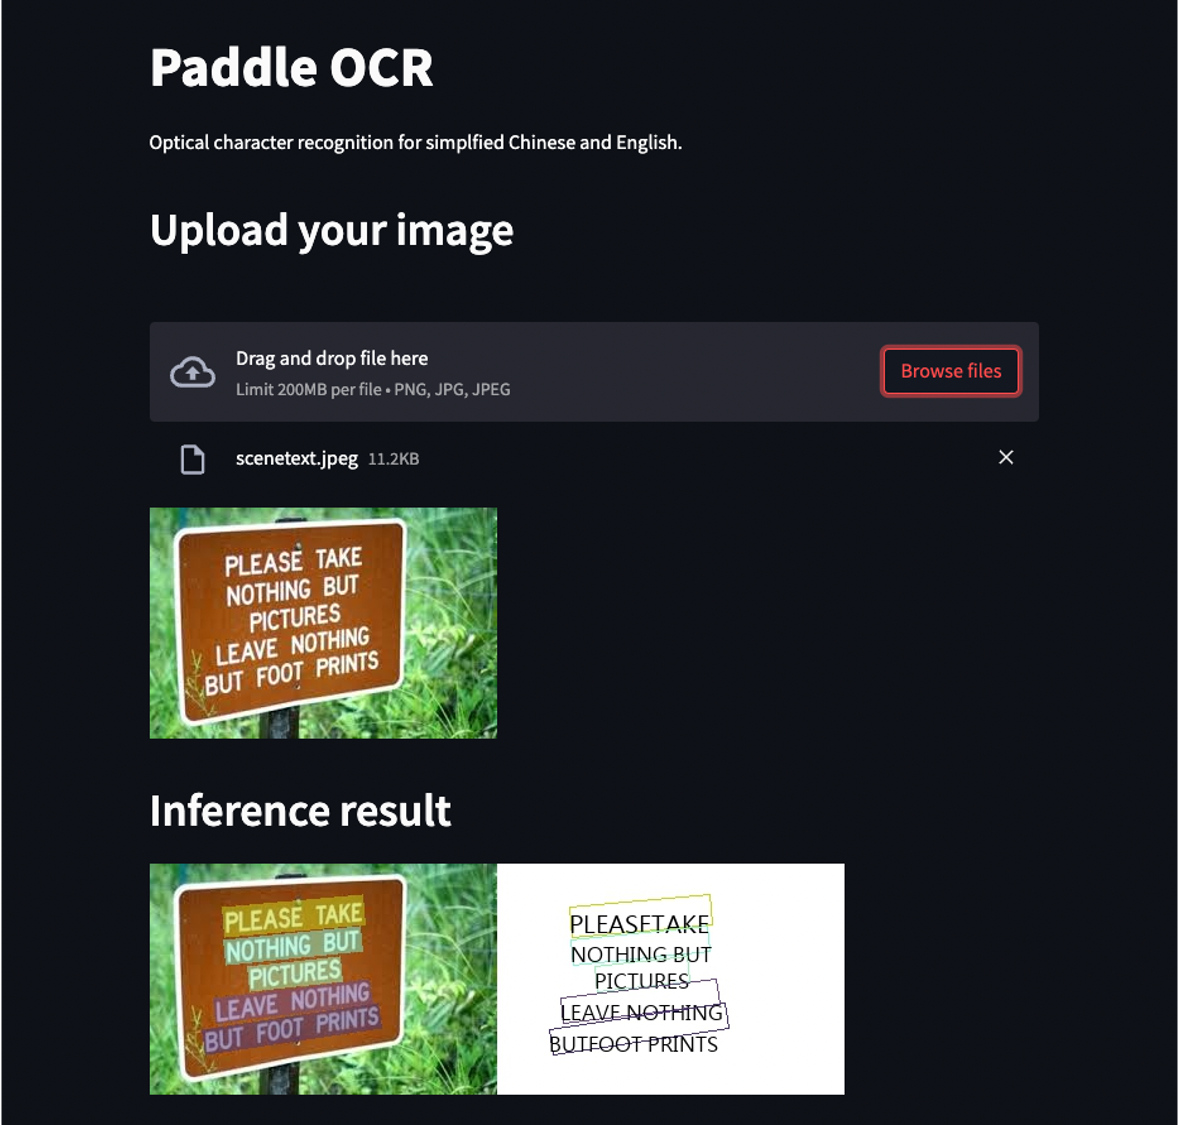 Paddle OCR
Optical character recognition for simplfied Chinese and English.
Upload your image
Drag and drop file here
Limit 200MB per file • PNG, JPG, JPEG
Browse files
scenetext.jpeg 11.2KB
PLEASE TAKE
NOTHING BUT
PICTURES
LEAVE NOTHING
BUT FOOT PRINTS
Inference result
PLEASE TAKE
NOTHING BUT
PICTURES
LEAVE NOTHING
BUT FOOT PRINTS
PLEASETAKE
NOTHING BUT
PICTURES
LEAVE NOTHING
BUTFOOT PRINTS